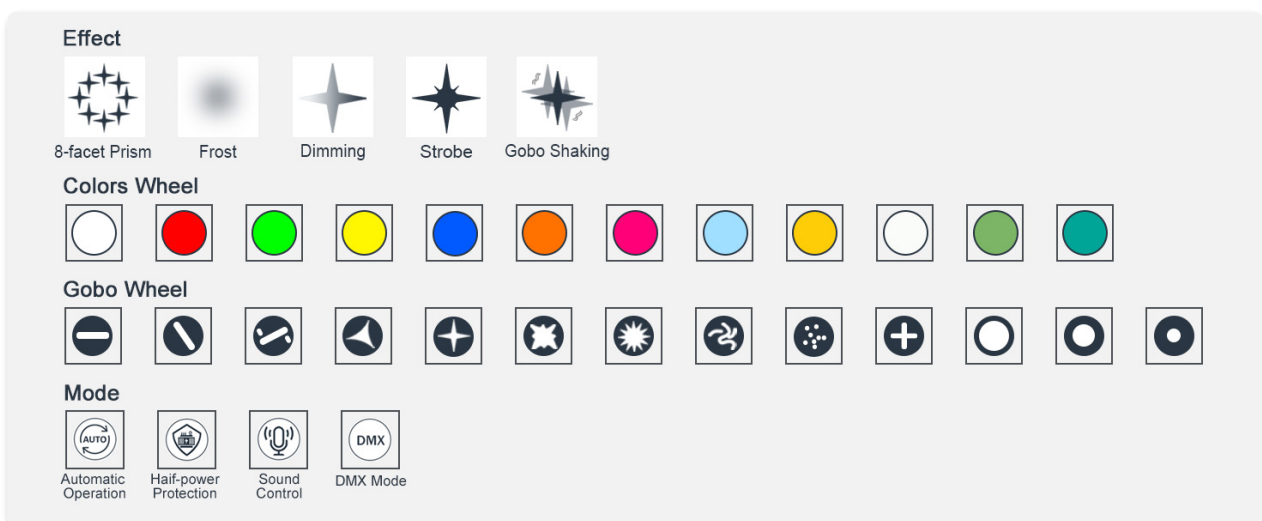 Effect
8-facet Prism
Frost
Dimming
Strobe
Gobo Shaking
Colors Wheel
Gobo Wheel
Mode
AUTO
DMX
Automatic
Operation
Haif-power
Protection
Sound
Control
DMX Mode